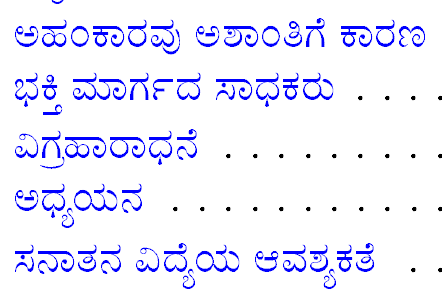 ಅಹಂಕಾರವು ಅಶಾಂತಿಗೆ ಕಾರಣ
ಭಕ್ತಿ ಮಾರ್ಗದ ಸಾಧಕರು . . . .
ವಿಗ್ರಹಾರಾಧನೆ . . . . . . . . .
ಅಧ್ಯಯನ . . . . . . . . . . .
ಸನಾತನ ವಿದ್ಯೆಯ ಆವಶ್ಯಕತೆ . .